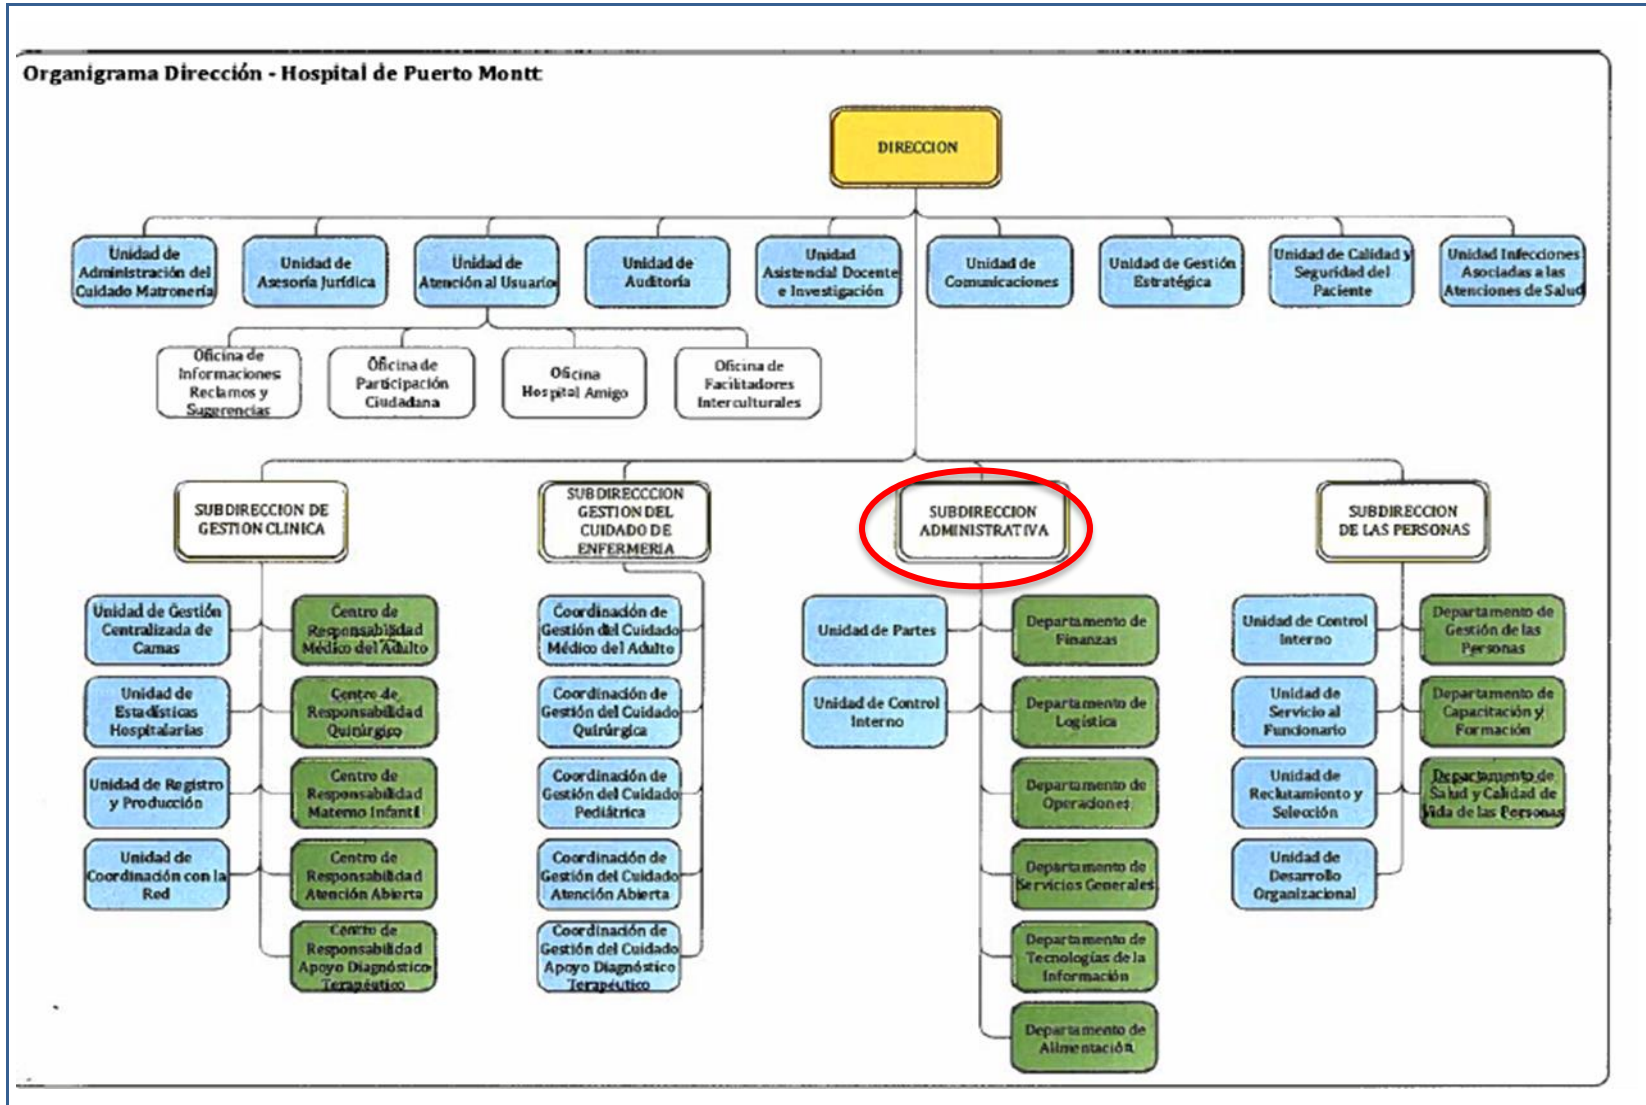 Organigrama Dirección - Hospital de Puerto Montt
DIRECCION
Unidad de
Administración del
Cuidado Matronería
Unidad de
Asesoría Jurídica
Unidad de
Atención al Usuario
Unidad de
Auditoría
Unidad
Asistencial Docente
e Investigación
Unidad de
Comunicaciones
Unidad de Gestión
Estratégica
Unidad de Calidad y
Seguridad del
Paciente
Unidad Infecciones
Asociadas a las
Atenciones de Salud
Oficina de
Informaciones
Reclamos y
Sugerencias
Oficina de
Participación
Ciudadana
Oficina
Hospital Amigo
Oficina de
Facilitadores
Interculturales
SUBDIRECCION DE
GESTION CLINICA
SUBDIRECCCION
GESTION DEL
CUIDADO DE
ENFERMERIA
SUBDIRECCION
ADMINISTRATIVA
SUBDIRECCION
DE LAS PERSONAS
Unidad de Gestión
Centralizada de
Camas
Unidad de
Estadísticas
Hospitalarias
Unidad de Registro
y Producción
Unidad de
Coordinación con la
Red
Centro de
Responsabilidad
Médico del Adulto
Centro de
Responsabilidad
Quirúrgico
Centro de
Responsabilidad
Materno Infantil
Centro de
Responsabilidad
Atención Abierta
Centro de
Responsabilidad
Apoyo Diagnóstico
Terapéutico
Coordinación de
Gestión del Cuidado
Médico del Adulto
Coordinación de
Gestión del Cuidado
Quirúrgica
Coordinación de
Gestión del Cuidado
Pediátrica
Coordinación de
Gestión del Cuidado
Atención Abierta
Coordinación de
Gestión del Cuidado
Apoyo Diagnóstico
Terapéutico
Unidad de Partes
Unidad de Control
Interno
Departamento de
Finanzas
Departamento de
Logística
Departamento de
Operaciones
Departamento de
Servicios Generales
Departamento de
Tecnologías de la
Información
Departamento de
Alimentación
Unidad de Control
Interno
Unidad de
Servicio al
Funcionario
Unidad de
Reclutamiento y
Selección
Unidad de
Desarrollo
Organizacional
Departamento de
Gestión de las
Personas
Departamento de
Capacitación y
Formación
Departamento de
Salud y Calidad de
Vida de las Personas